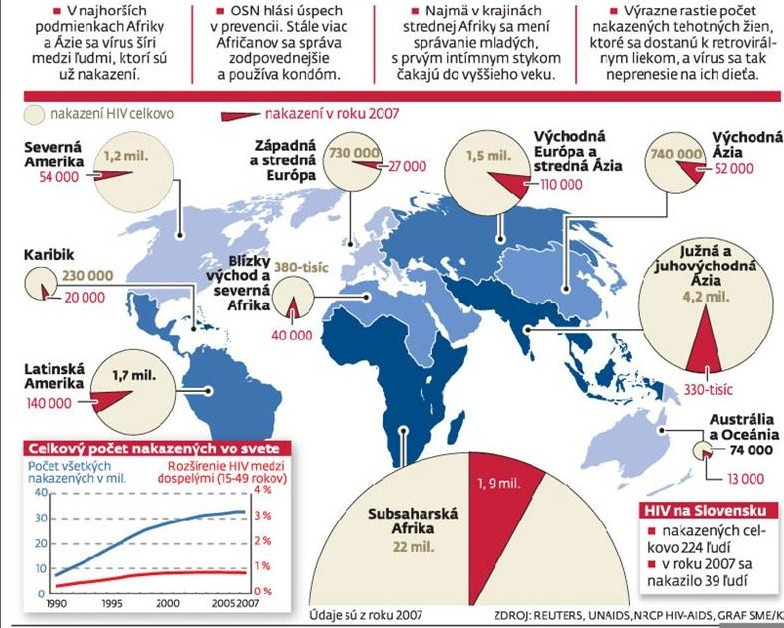 V najhorších
podmienkach Afriky
a Ázie sa vírus šíri
medzi ľudmi, ktorí sú
už nakazení.
OSN hlási úspech
v prevencii. Stále viac
Afričanov sa správa
zodpovednejšie
a používa kondóm.
Najmä v krajinách
strednej Afriky sa mení
správanie mladých,
s prvým intímnym stykom
čakajú do vyššieho veku.
Výrazne rastie počet
nakazených tehotných žien,
ktoré sa dostanú k retrovirál-
nym liekom, a vírus sa tak
neprenesie na ich dieťa.
nakazení HIV celkovo
nakazení v roku 2007
Severná
Amerika
1,2 mil.
54 000
Západná
a stredná
Európa
730 000
27 000
1,5 mil.
Východná
Európa a
stredná Ázia
110 000
740 000
Východná
Ázia
52 000
Karibik
230 000
20 000
Blízky
východ a
severná
Afrika
380-tisíc
40 000
Južná a
juhovýchodná
Ázia
4,2 mil.
330-tisíc
Latinská
Amerika
1,7 mil.
140 000
Austrália
a Oceánia
74 000
13 000
Subsaharská
Afrika
22 mil.
1,9 mil.
Celkový počet nakazených vo svete
Počet všetkých
nakazených v mil.
Rozšírenie HIV medzi
dospelými (15-49 rokov)
40
30
20
10
0
4 %
3 %
2 %
1 %
0 %
1990
1995
2000
2005
2007
HIV na Slovensku
nakazených cel-
kovo 224 ľudí
v roku 2007 sa
nakazilo 39 ľudí
Údaje sú z roku 2007
ZDROJ: REUTERS, UNAIDS, NRCP HIV-AIDS, GRAF SME/K